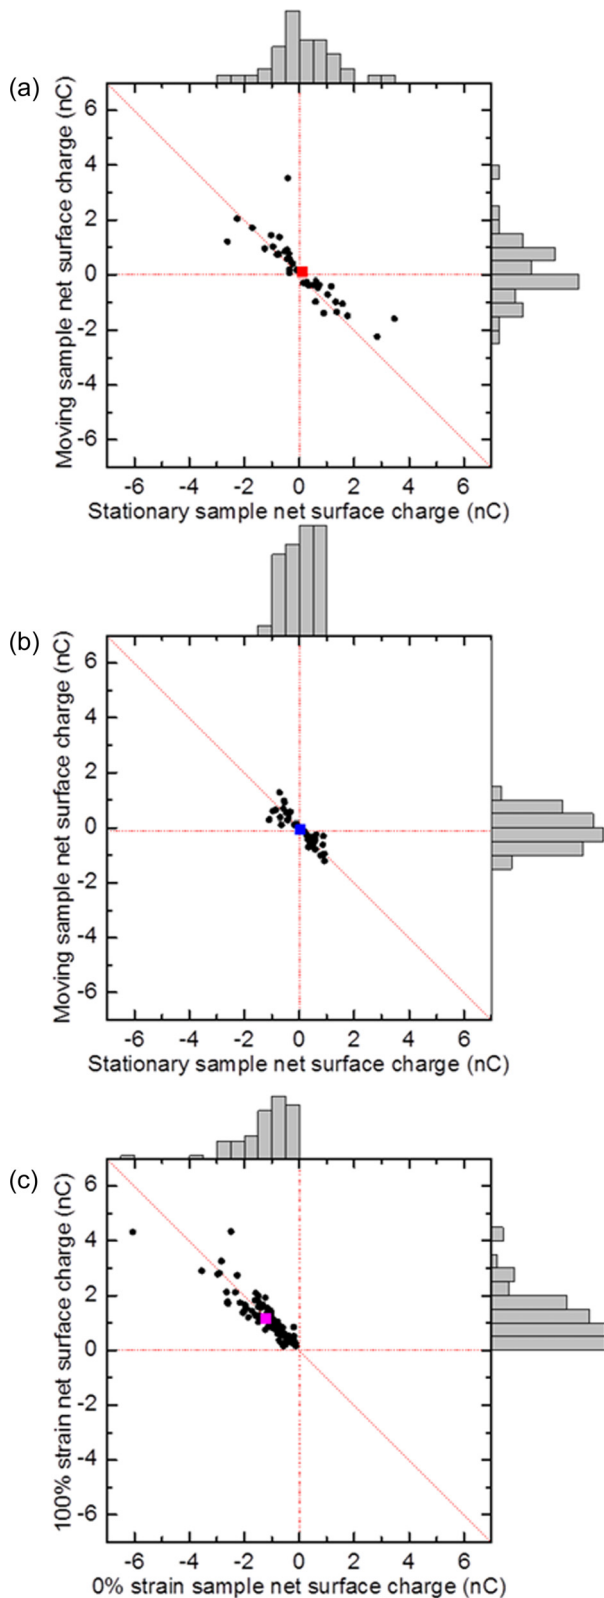 (a)
Moving sample net surface charge (nC)
6
4
2
0
-2
-4
-6
-6 -4 -2 0 2 4 6
Stationary sample net surface charge (nC)
(b)
Moving sample net surface charge (nC)
6
4
2
0
-2
-4
-6
-6 -4 -2 0 2 4 6
Stationary sample net surface charge (nC)
(c)
100% strain net surface charge (nC)
6
4
2
0
-2
-4
-6
-6 -4 -2 0 2 4 6
0% strain sample net surface charge (nC)